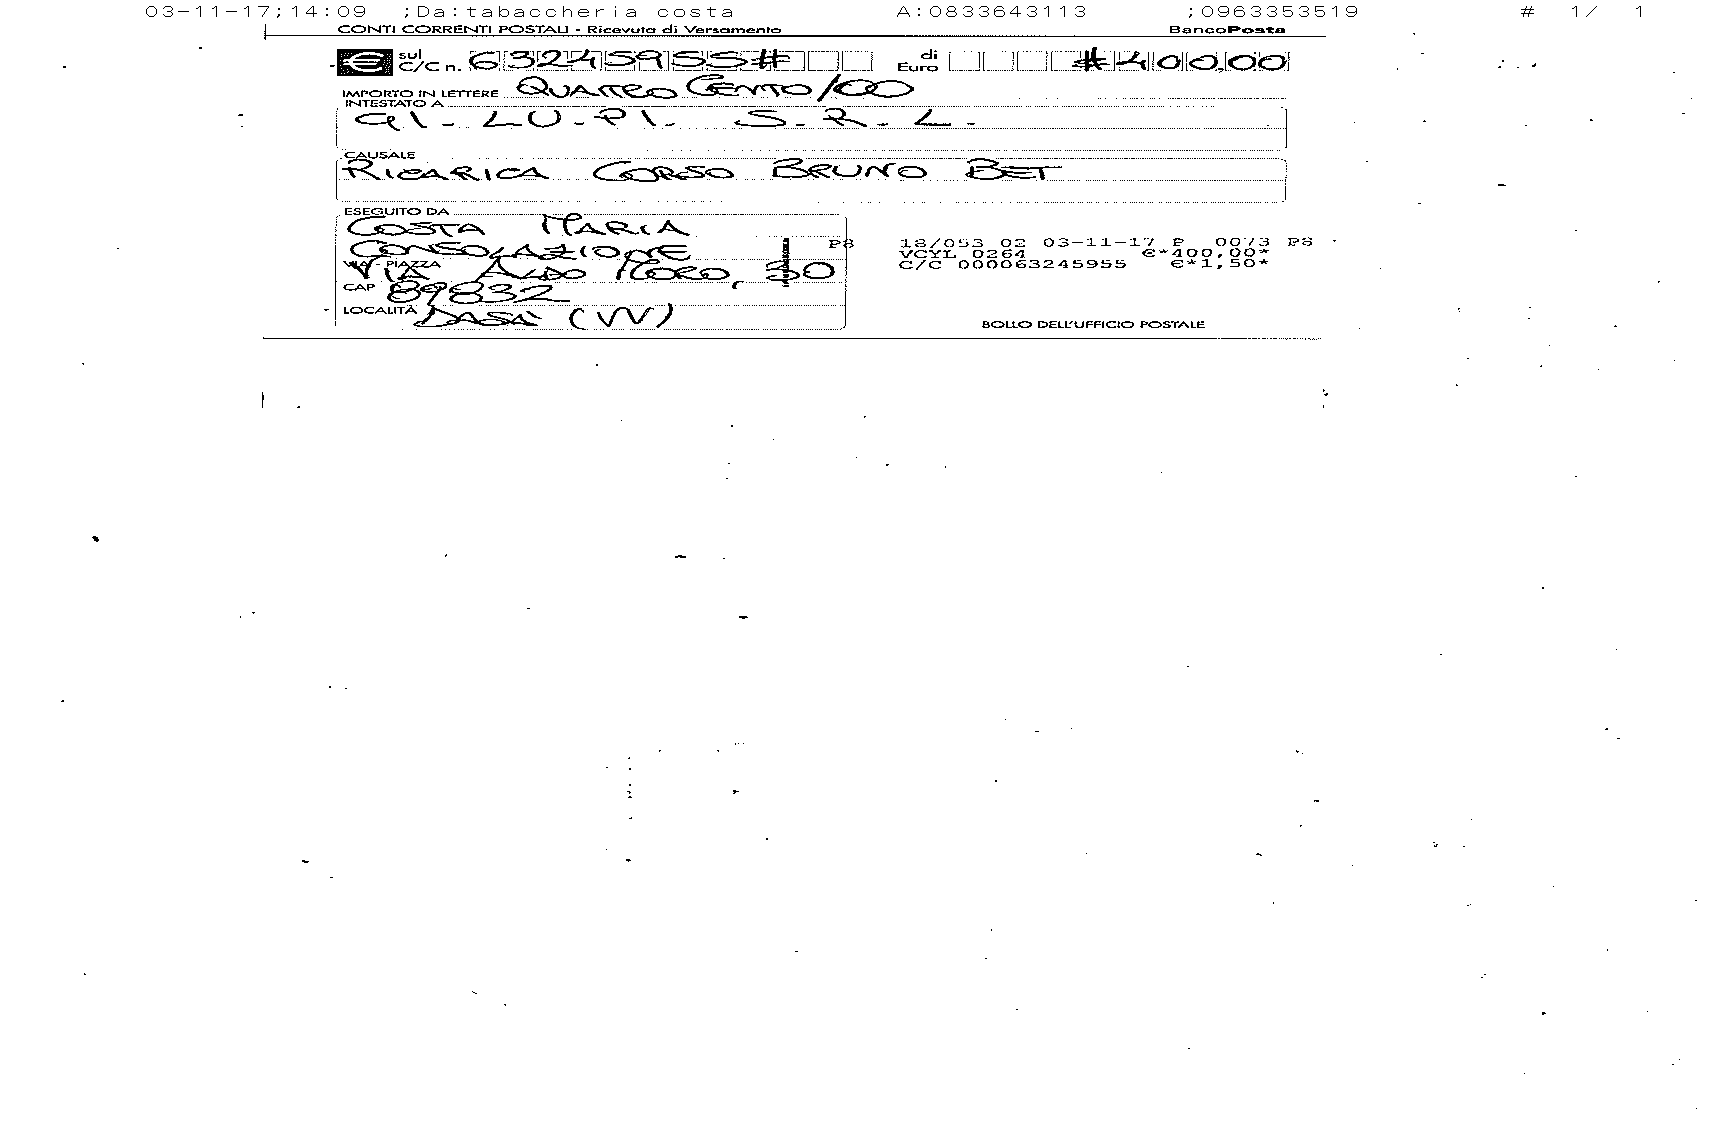 03-11-17;14:09 ;Da:tabaccheria costa A:0833643113 ;0963353519 # 1/ 1
CONTI CORRENTI POSTALI - Ricevuta di Versamento BancoPosta
€ sul C/C n. 63245955# di Euro #400,00
IMPORTO IN LETTERE QUATTRO CENTO/00
INTESTATO A
GI.LU.PI. S.R.L.
CAUSALE
RICARICA CORSO BRUNO BET
ESEGUITO DA
COSTA MARIA
CONSOLAZIONE
VIA - PIAZZA VIA ALDO MORO, 30
CAP 89832
LOCALITÀ DASÀ (VV)
P8 18/053 02 03-11-17 P 0073 P8
VCYL 0264 €*400,00*
C/C 000063245955 €*1,50*
BOLLO DELL'UFFICIO POSTALE